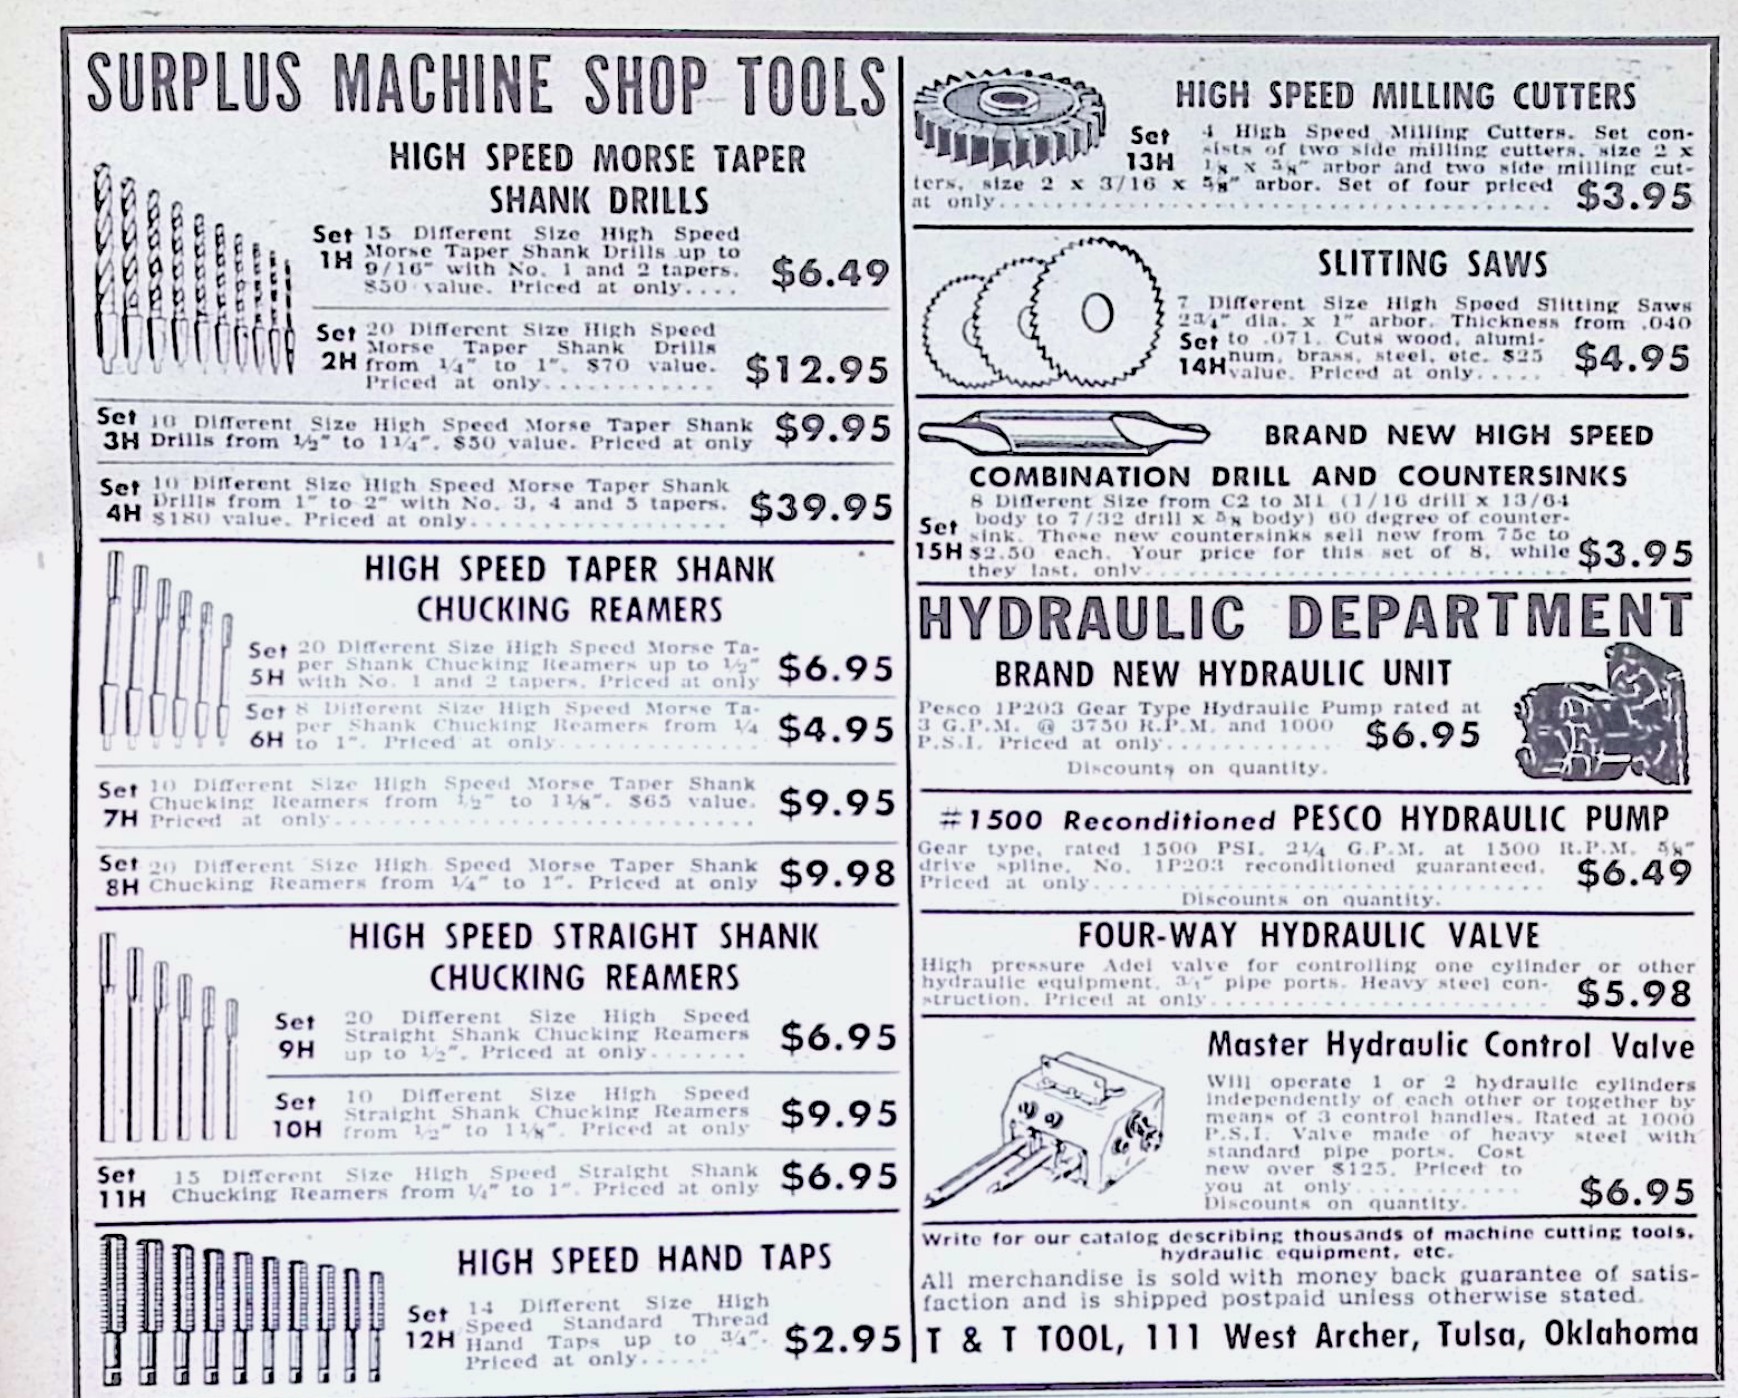 SURPLUS MACHINE SHOP TOOLS
HIGH SPEED MORSE TAPER
SHANK DRILLS
Set 1H
15 Different Size High Speed
Morse Taper Shank Drills up to
9/16" with No. 1 and 2 tapers.
$50 value. Priced at only....
$6.49
Set 2H
20 Different Size High Speed
Morse Taper Shank Drills
from 1/4" to 1". $70 value.
Priced at only............
$12.95
Set 3H
10 Different Size High Speed Morse Taper Shank
Drills from 1/2" to 1 1/4". $50 value. Priced at only
$9.95
Set 4H
10 Different Size High Speed Morse Taper Shank
Drills from 1" to 2" with No. 3, 4 and 5 tapers.
$180 value. Priced at only..................
$39.95
HIGH SPEED TAPER SHANK
CHUCKING REAMERS
Set 5H
20 Different Size High Speed Morse Ta-
per Shank Chucking Reamers up to 1/2"
with No. 1 and 2 tapers. Priced at only
$6.95
Set 6H
8 Different Size High Speed Morse Ta-
per Shank Chucking Reamers from 1/4
to 1". Priced at only..............
$4.95
Set 7H
10 Different Size High Speed Morse Taper Shank
Chucking Reamers from 1/2" to 1 1/8". $65 value.
Priced at only..............................
$9.95
Set 8H
20 Different Size High Speed Morse Taper Shank
Chucking Reamers from 1/4" to 1". Priced at only
$9.98
HIGH SPEED STRAIGHT SHANK
CHUCKING REAMERS
Set 9H
20 Different Size High Speed
Straight Shank Chucking Reamers
up to 1/2". Priced at only.......
$6.95
Set 10H
10 Different Size High Speed
Straight Shank Chucking Reamers
from 1/2" to 1 1/8". Priced at only
$9.95
Set 11H
15 Different Size High Speed Straight Shank
Chucking Reamers from 1/4" to 1". Priced at only
$6.95
HIGH SPEED HAND TAPS
Set 12H
14 Different Size High
Speed Standard Thread
Hand Taps up to 3/4".
Priced at only.....
$2.95
HIGH SPEED MILLING CUTTERS
Set 13H
4 High Speed Milling Cutters. Set con-
sists of two side milling cutters, size 2 x
1/8 x 5/8" arbor and two side milling cut-
ters, size 2 x 3/16 x 5/8" arbor. Set of four priced
at only.....................................
$3.95
SLITTING SAWS
Set 14H
7 Different Size High Speed Slitting Saws
2 3/4" dia. x 1" arbor. Thickness from .040
to .071. Cuts wood, alumi-
num, brass, steel, etc. $25
value. Priced at only.....
$4.95
BRAND NEW HIGH SPEED
COMBINATION DRILL AND COUNTERSINKS
Set 15H
8 Different Size from C2 to M1 (1/16 drill x 13/64
body to 7/32 drill x 5/8 body) 60 degree of counter-
sink. These new countersinks sell new from 75c to
$2.50 each. Your price for this set of 8, while
they last, only..............................
$3.95
HYDRAULIC DEPARTMENT
BRAND NEW HYDRAULIC UNIT
Pesco 1P203 Gear Type Hydraulic Pump rated at
3 G.P.M. @ 3750 R.P.M. and 1000
P.S.I. Priced at only............
$6.95
Discounts on quantity.
#1500 Reconditioned PESCO HYDRAULIC PUMP
Gear type, rated 1500 PSI. 2 1/4 G.P.M. at 1500 R.P.M. 5/8"
drive spline. No. 1P203 reconditioned guaranteed.
Priced at only................................
$6.49
Discounts on quantity.
FOUR-WAY HYDRAULIC VALVE
High pressure Adel valve for controlling one cylinder or other
hydraulic equipment. 3/4" pipe ports. Heavy steel con-
struction. Priced at only........................
$5.98
Master Hydraulic Control Valve
Will operate 1 or 2 hydraulic cylinders
independently of each other or together by
means of 3 control handles. Rated at 1000
P.S.I. Valve made of heavy steel with
standard pipe ports. Cost
new over $125. Priced to
you at only............
$6.95
Discounts on quantity.
Write for our catalog describing thousands of machine cutting tools,
hydraulic equipment, etc.
All merchandise is sold with money back guarantee of satis-
faction and is shipped postpaid unless otherwise stated.
T & T TOOL, 111 West Archer, Tulsa, Oklahoma